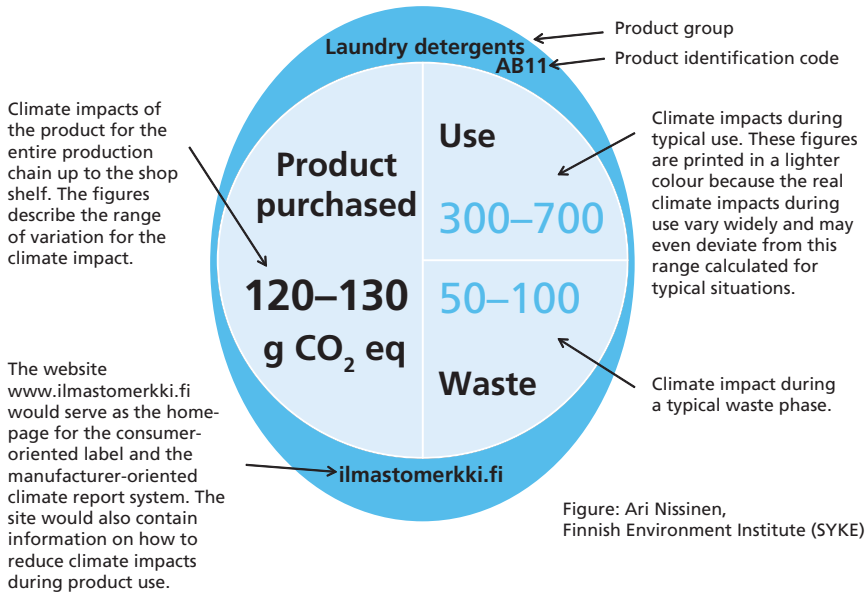 Laundry detergents
AB11
Product group
Product identification code
Climate impacts of
the product for the
entire production
chain up to the shop
shelf. The figures
describe the range
of variation for the
climate impact.
Product
purchased
120–130
g CO₂ eq
Use
300–700
50–100
Waste
Climate impacts during
typical use. These figures
are printed in a lighter
colour because the real
climate impacts during
use vary widely and may
even deviate from this
range calculated for
typical situations.
Climate impact during
a typical waste phase.
The website
www.ilmastomerkki.fi
would serve as the home-
page for the consumer-
oriented label and the
manufacturer-oriented
climate report system. The
site would also contain
information on how to
reduce climate impacts
during product use.
ilmastomerkki.fi
Figure: Ari Nissinen,
Finnish Environment Institute (SYKE)